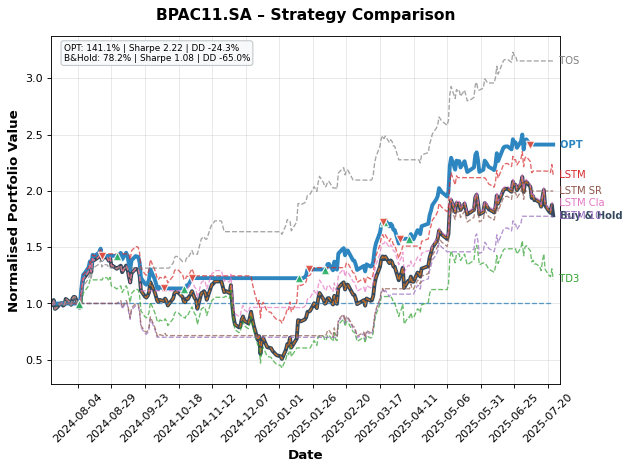 BPAC11.SA – Strategy Comparison
OPT: 141.1% | Sharpe 2.22 | DD -24.3%
B&Hold: 78.2% | Sharpe 1.08 | DD -65.0%
TOS
OPT
LSTM
LSTM SR
LSTM Cla
Buy & Hold
TD3
Normalised Portfolio Value
3.0
2.5
2.0
1.5
1.0
0.5
2024-08-04
2024-08-29
2024-09-23
2024-10-18
2024-11-12
2024-12-07
2025-01-01
2025-01-26
2025-02-20
2025-03-17
2025-04-11
2025-05-06
2025-05-31
2025-06-25
2025-07-20
Date